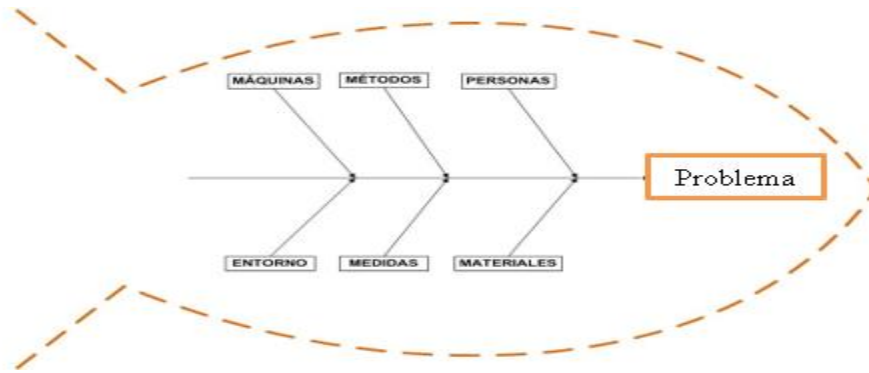 MÁQUINAS
MÉTODOS
PERSONAS
Problema
ENTORNO
MEDIDAS
MATERIALES